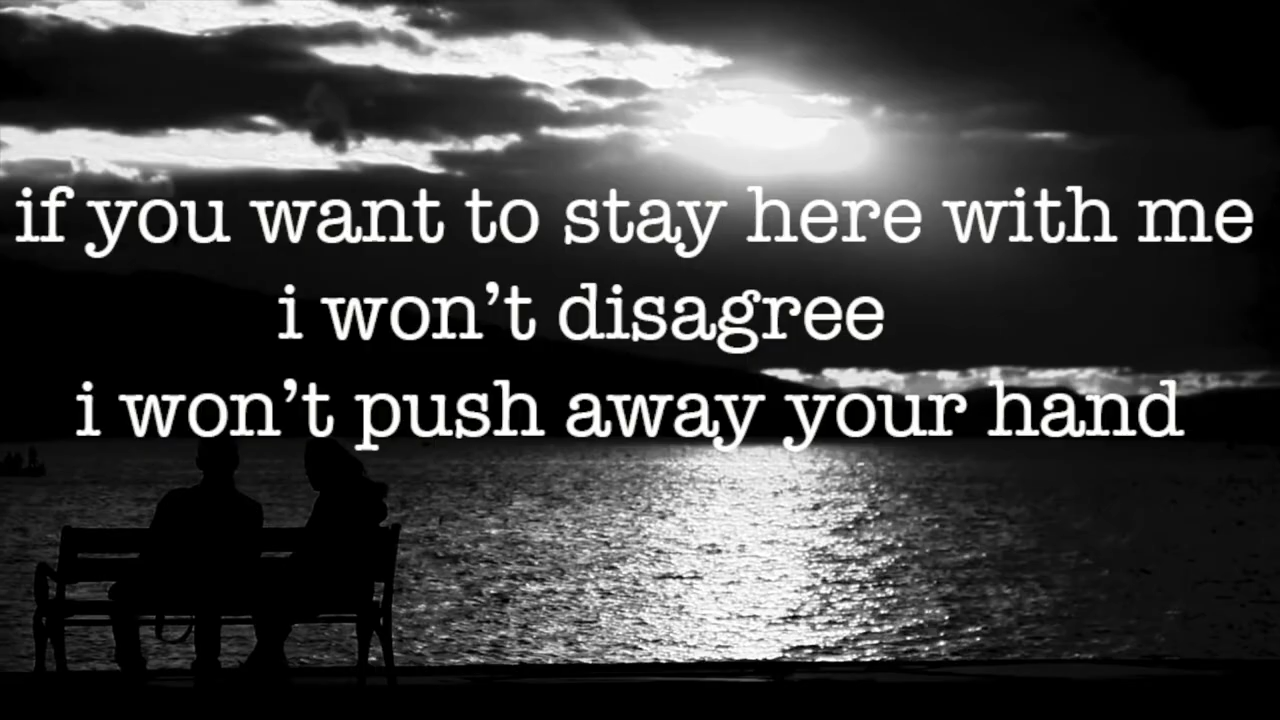 if you want to stay here with me
i won’t disagree
i won’t push away your hand